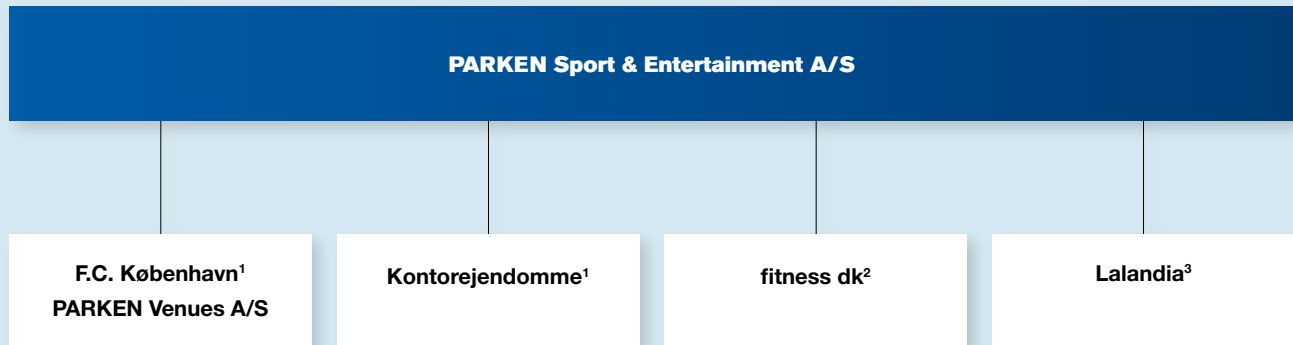 PARKEN Sport & Entertainment A/S
F.C. København¹
PARKEN Venues A/S
Kontorejendomme¹
fitness dk²
Lalandia³